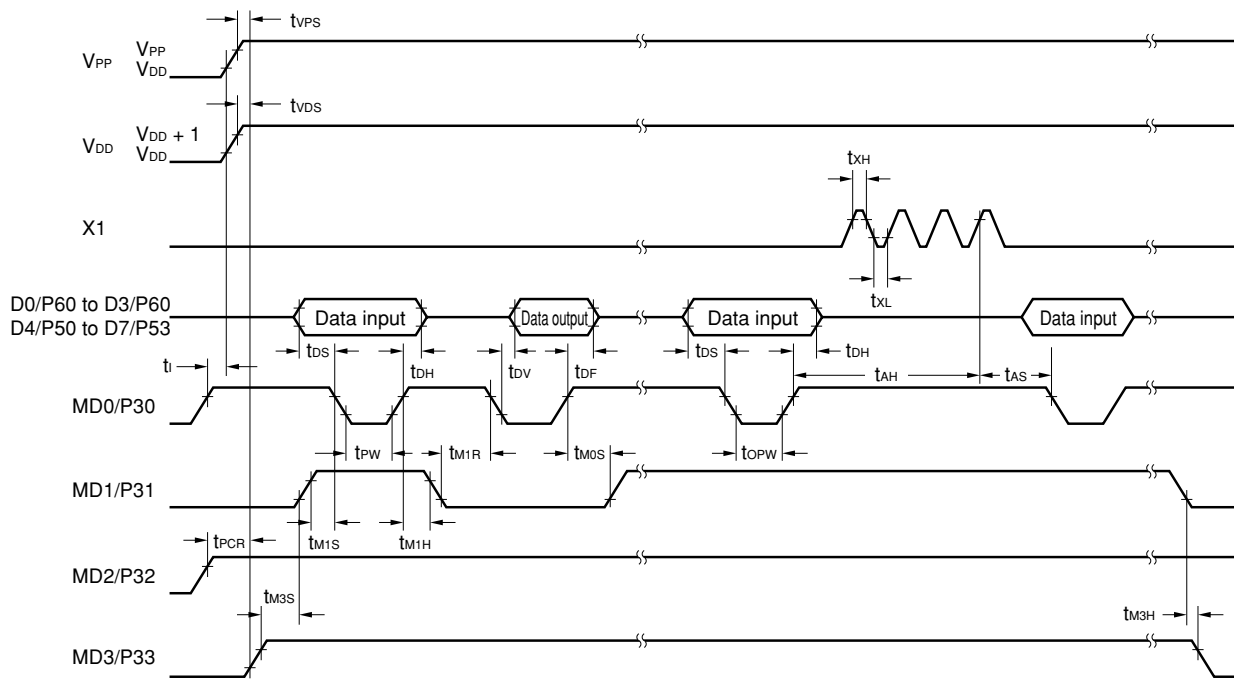 tVPS
VPP
VPP
VDD
tVDS
VDD
VDD + 1
VDD
tXH
X1
tXL
D0/P60 to D3/P60
D4/P50 to D7/P53
Data input
Data output
Data input
Data input
tI
tDS
tDH
tDV
tDF
tDS
tDH
tAH
tAS
MD0/P30
tPW
tM1R
tM0S
tOPW
MD1/P31
tPCR
tM1S
tM1H
MD2/P32
tM3S
tM3H
MD3/P33